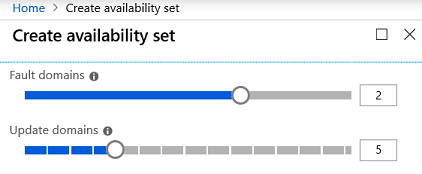 Home > Create availability set
Create availability set
Fault domains
2
Update domains
5